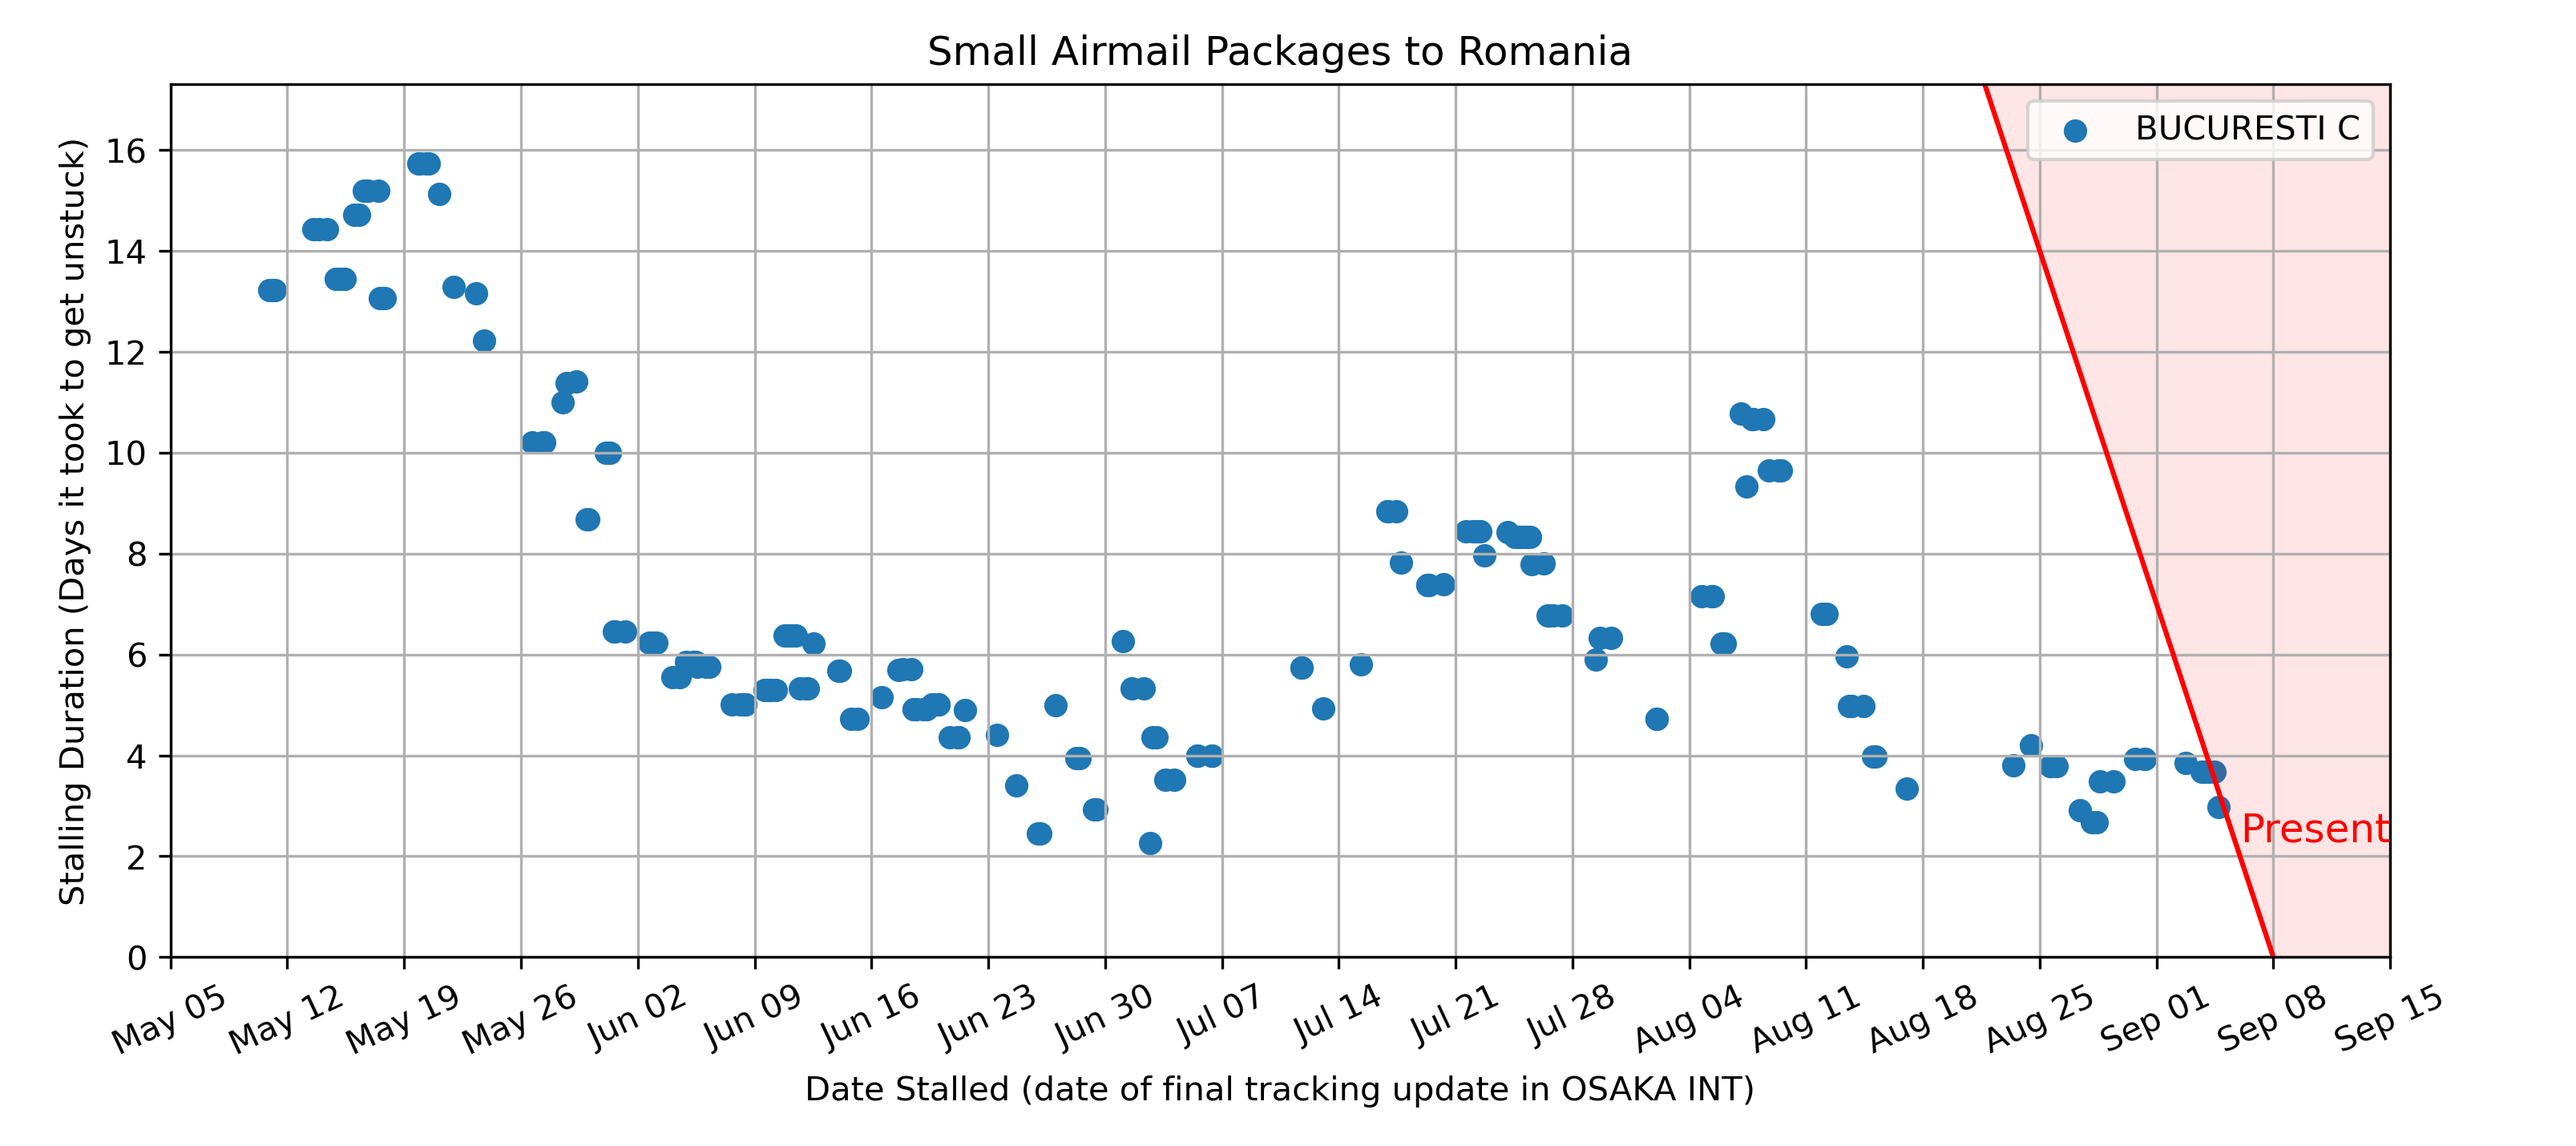 Small Airmail Packages to Romania
BUCURESTI C
Stalling Duration (Days it took to get unstuck)
16
14
12
10
8
6
4
2
0
Present
May 05
May 12
May 19
May 26
Jun 02
Jun 09
Jun 16
Jun 23
Jun 30
Jul 07
Jul 14
Jul 21
Jul 28
Aug 04
Aug 11
Aug 18
Aug 25
Sep 01
Sep 08
Sep 15
Date Stalled (date of final tracking update in OSAKA INT)